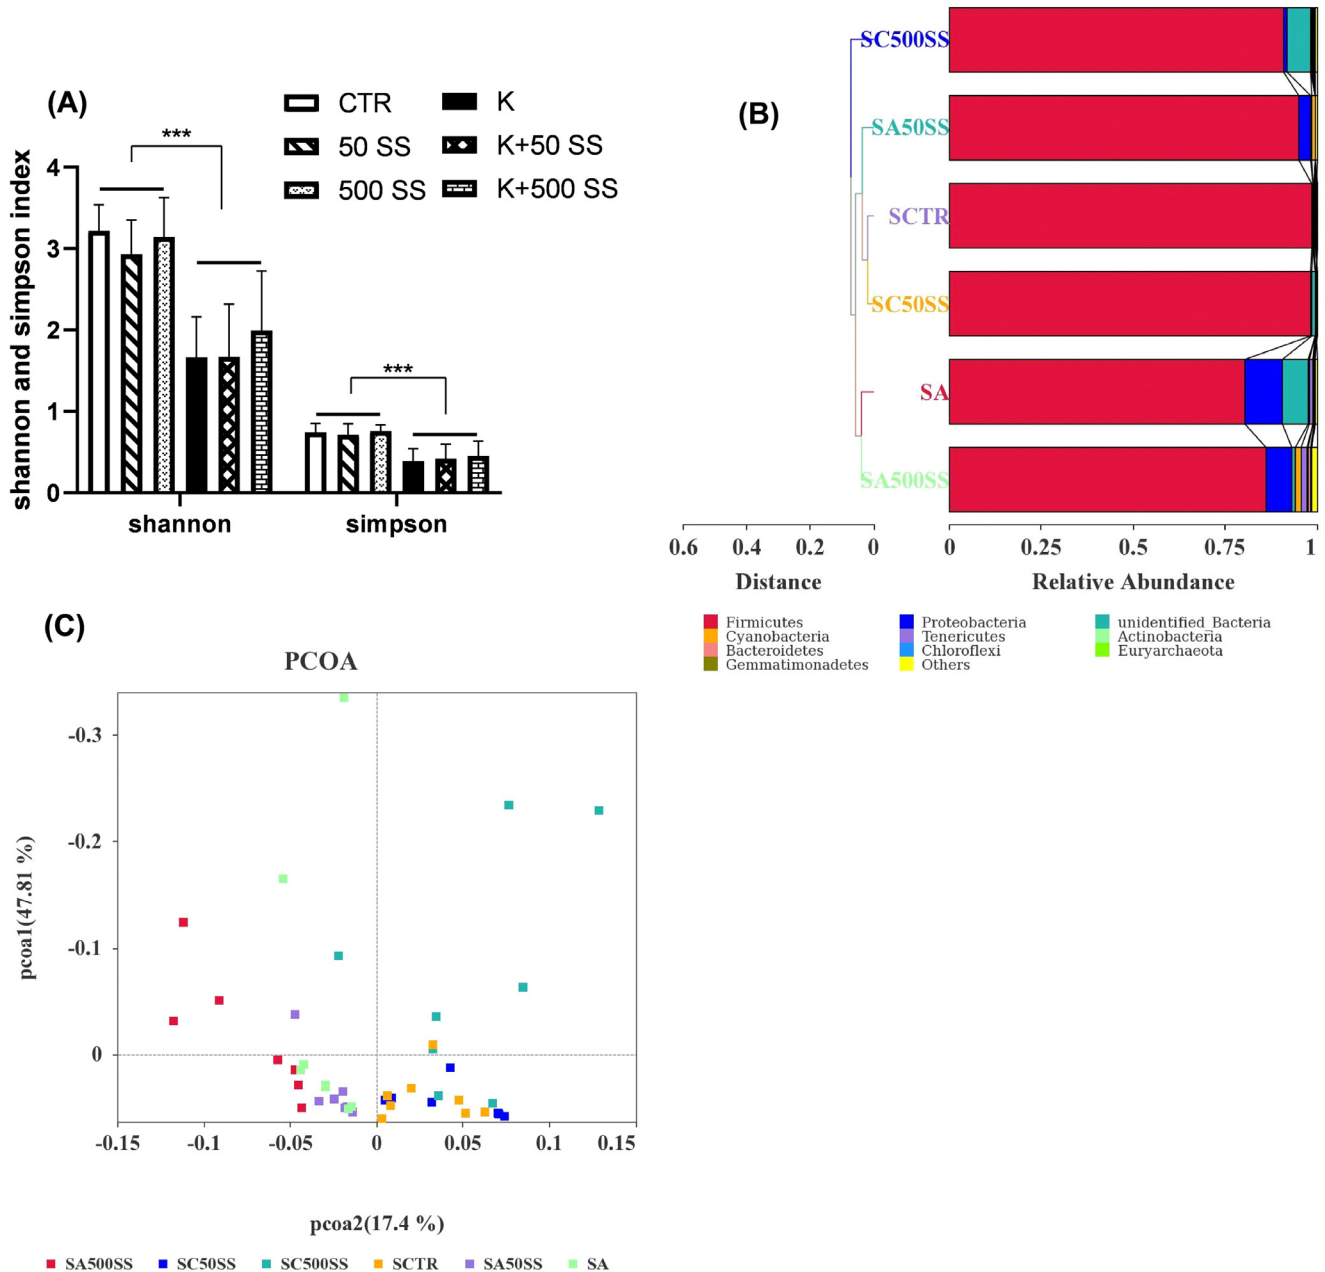 (A)
CTR
K
50 SS
K+50 SS
500 SS
K+500 SS
***
***
shannon and simpson index
4
3
2
1
0
shannon
simpson
(B)
SC500SS
SA50SS
SCTR
SC50SS
SA
SA500SS
0.6
0.4
0.2
0
0
0.25
0.5
0.75
1
Distance
Relative Abundance
Firmicutes
Proteobacteria
unidentified_Bacteria
Cyanobacteria
Tenericutes
Actinobacteria
Bacteroidetes
Chloroflexi
Euryarchaeota
Gemmatimonadetes
Others
(C)
PCOA
pcoa1(47.81 %)
-0.3
-0.2
-0.1
0
-0.15
-0.1
-0.05
0
0.05
0.1
0.15
pcoa2(17.4 %)
SA500SS
SC50SS
SC500SS
SCTR
SA50SS
SA